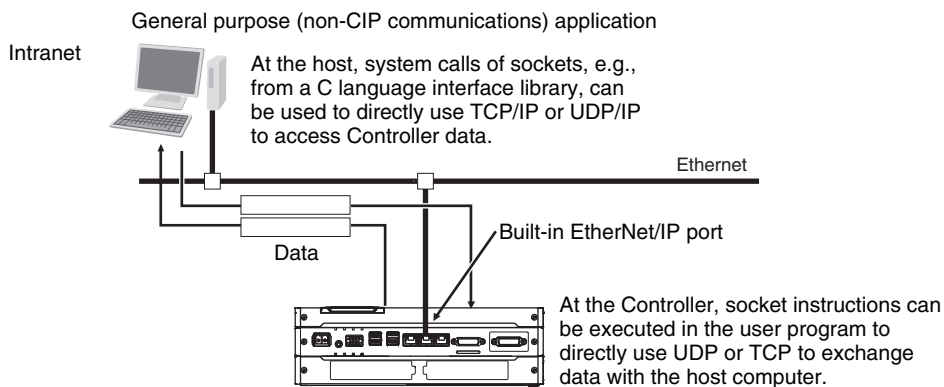 General purpose (non-CIP communications) application
Intranet
At the host, system calls of sockets, e.g.,
from a C language interface library, can
be used to directly use TCP/IP or UDP/IP
to access Controller data.
Ethernet
Data
Built-in EtherNet/IP port
At the Controller, socket instructions can
be executed in the user program to
directly use UDP or TCP to exchange
data with the host computer.